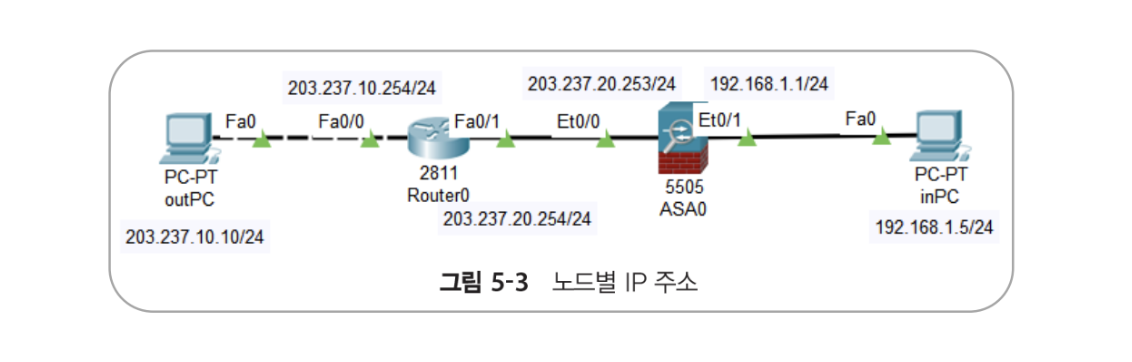 203.237.10.254/24
203.237.20.253/24
192.168.1.1/24
Fa0
Fa0/0
Fa0/1
Et0/0
Et0/1
Fa0
PC-PT
outPC
2811
Router0
5505
ASA0
PC-PT
inPC
203.237.10.10/24
203.237.20.254/24
192.168.1.5/24
그림 5-3 노드별 IP 주소